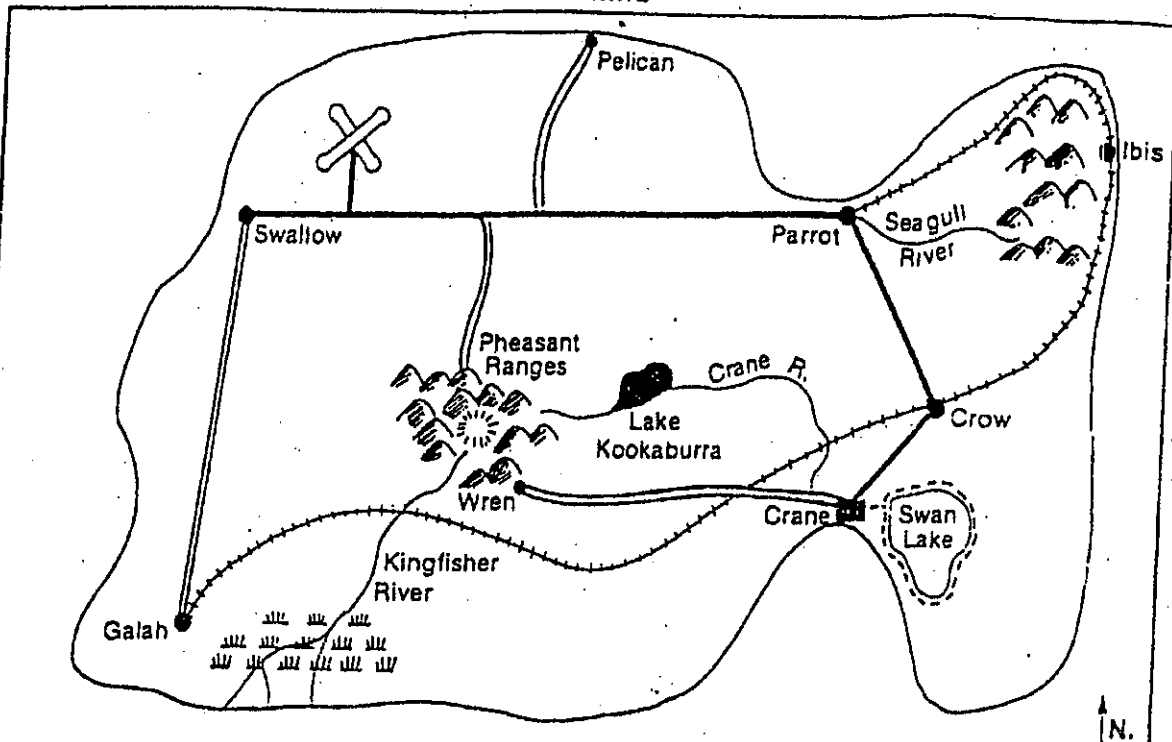 Pelican
Ibis
Swallow
Parrot
Seagull
River
Pheasant
Ranges
Crane R.
Lake
Kookaburra
Crow
Wren
Crane
Swan
Lake
Kingfisher
River
Galah
N.